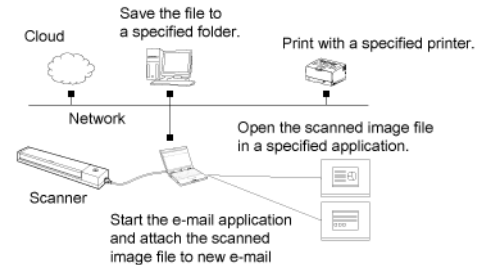 Save the file to
a specified folder.
Cloud
Print with a specified printer.
Network
Open the scanned image file
in a specified application.
Scanner
Start the e-mail application
and attach the scanned
image file to new e-mail